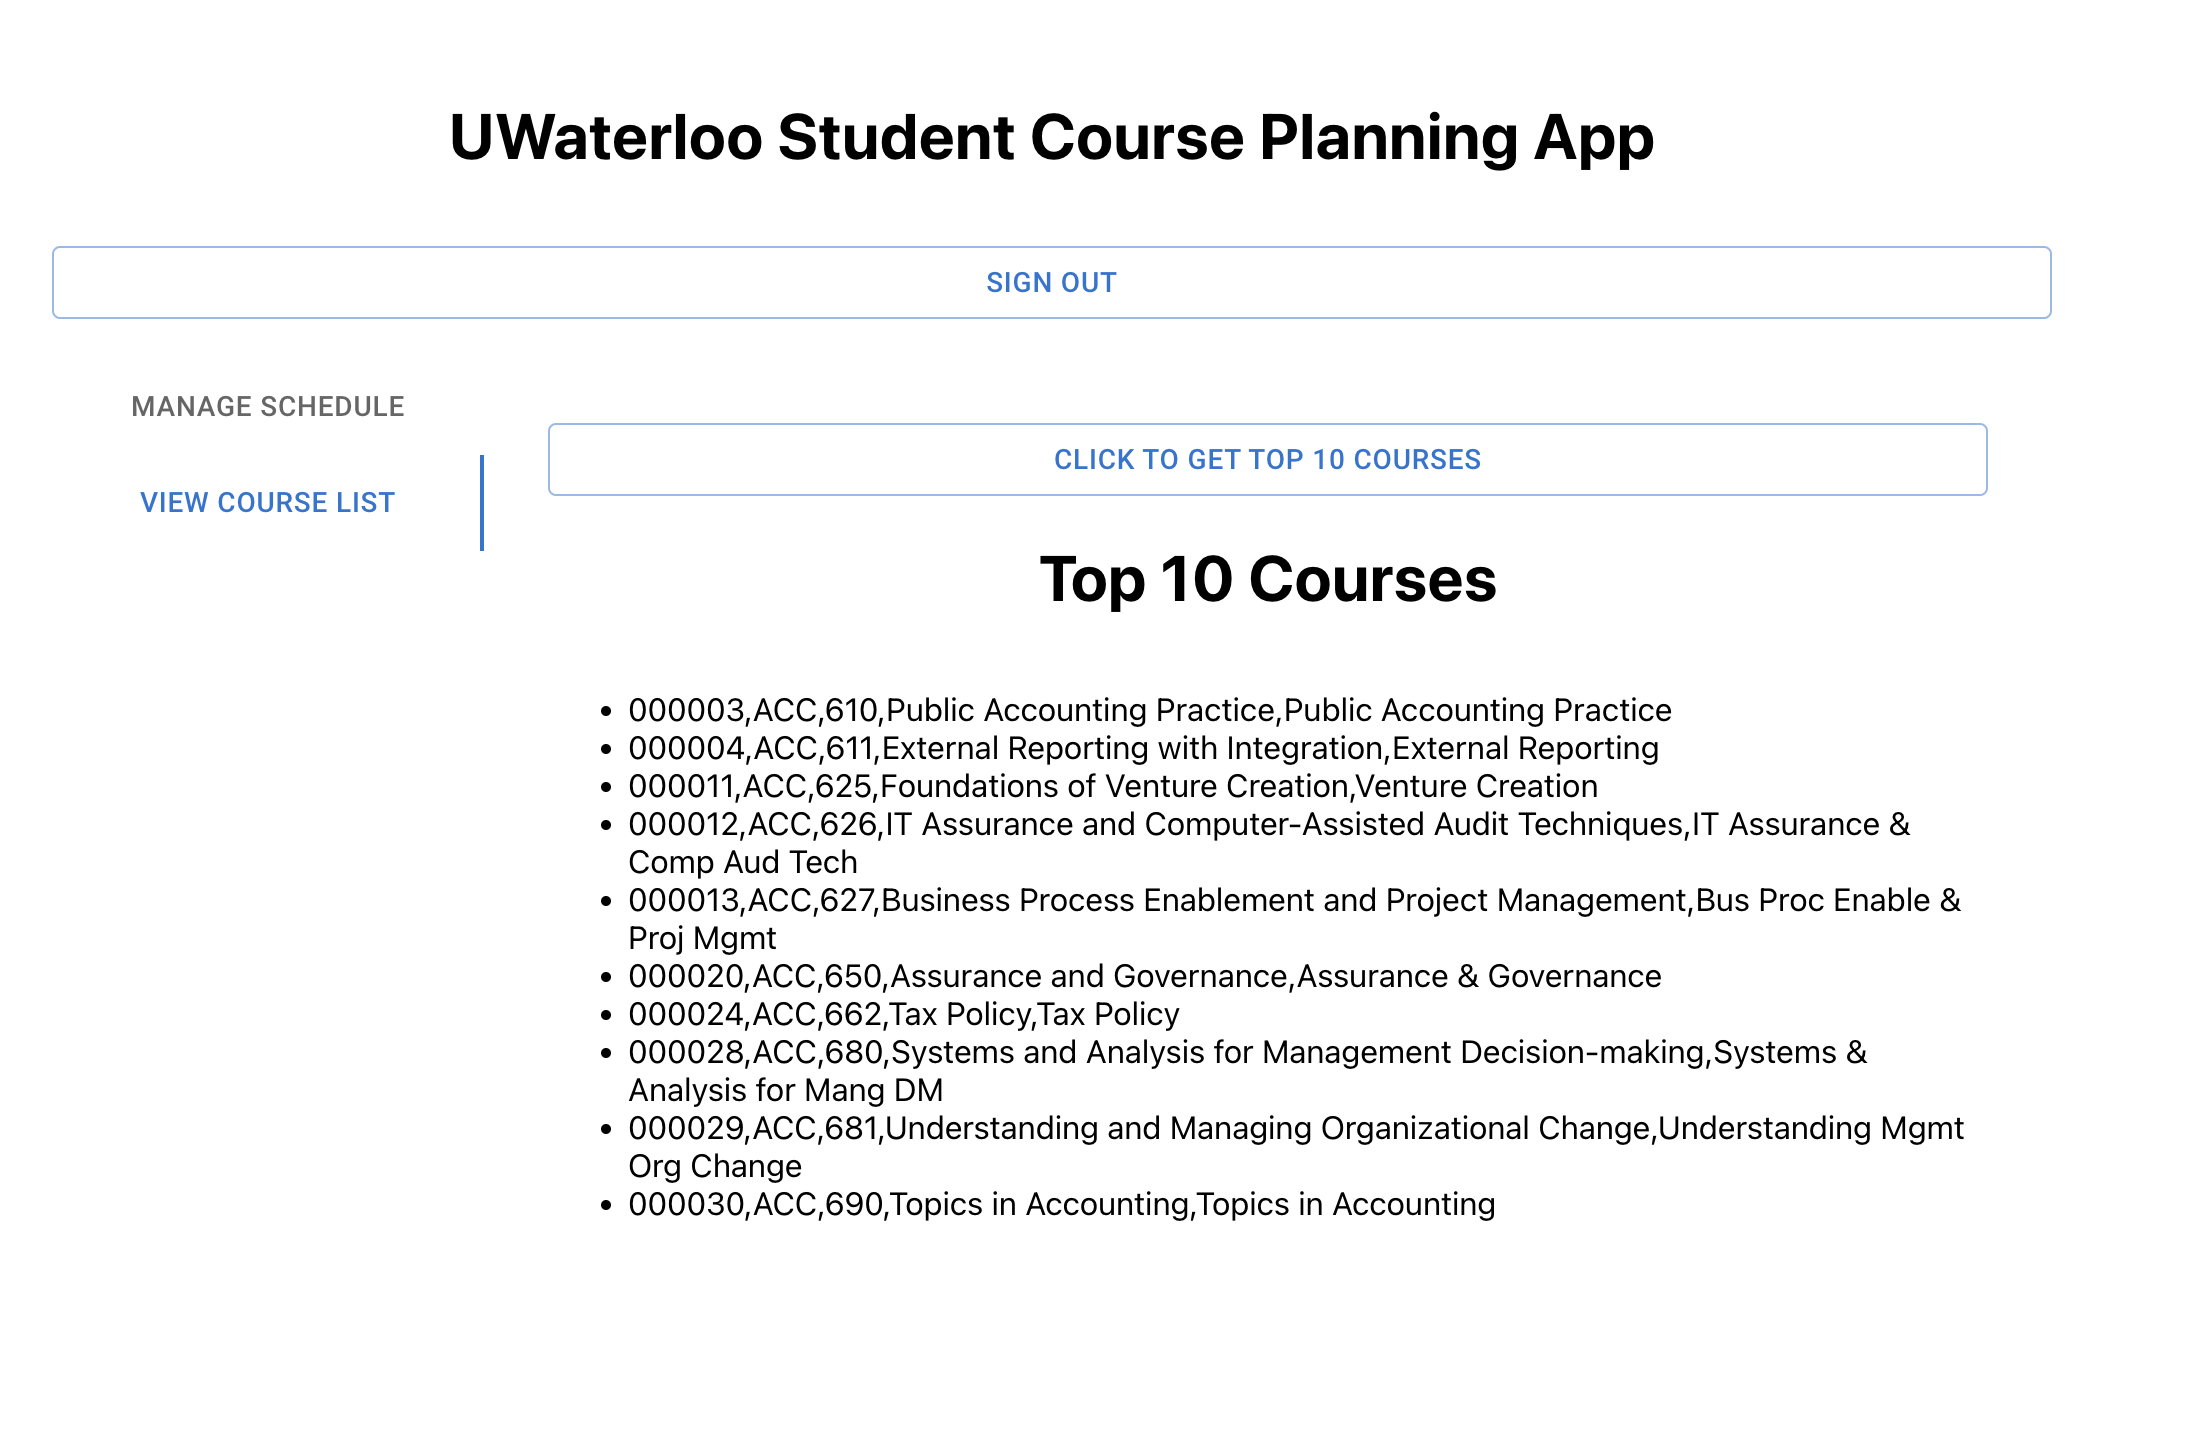 UWaterloo Student Course Planning App
SIGN OUT
MANAGE SCHEDULE
VIEW COURSE LIST
CLICK TO GET TOP 10 COURSES
Top 10 Courses
• 000003,ACC,610,Public Accounting Practice,Public Accounting Practice
• 000004,ACC,611,External Reporting with Integration,External Reporting
• 000011,ACC,625,Foundations of Venture Creation,Venture Creation
• 000012,ACC,626,IT Assurance and Computer-Assisted Audit Techniques,IT Assurance &
Comp Aud Tech
• 000013,ACC,627,Business Process Enablement and Project Management,Bus Proc Enable &
Proj Mgmt
• 000020,ACC,650,Assurance and Governance,Assurance & Governance
• 000024,ACC,662,Tax Policy,Tax Policy
• 000028,ACC,680,Systems and Analysis for Management Decision-making,Systems &
Analysis for Mang DM
• 000029,ACC,681,Understanding and Managing Organizational Change,Understanding Mgmt
Org Change
• 000030,ACC,690,Topics in Accounting,Topics in Accounting